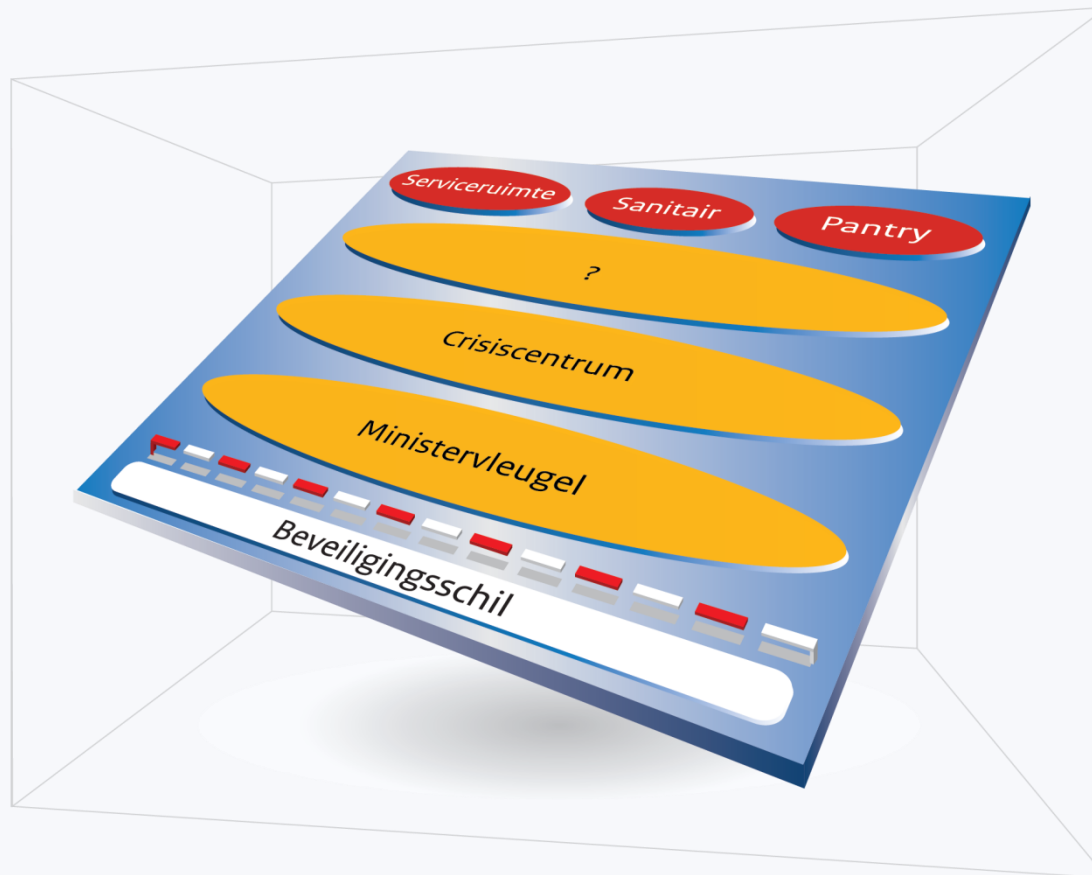 Serviceruimte
Sanitair
Pantry
?
Crisiscentrum
Ministervleugel
Beveiligingsschil